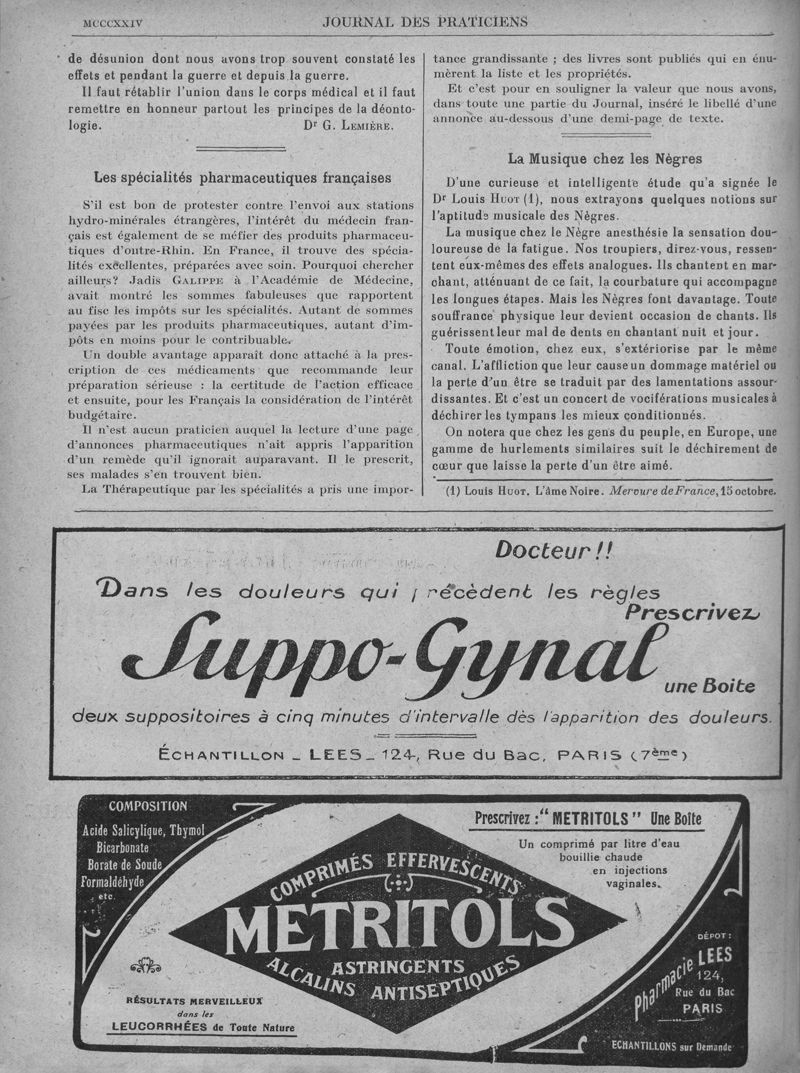 MCCCXXIV
JOURNAL DES PRATICIENS
de désunion dont nous avons trop souvent constaté les
effets et pendant la guerre et depuis la guerre.
Il faut rétablir l'union dans le corps médical et il faut
remettre en honneur partout les principes de la déonto-
logie. Dr G. LEMIÈRE.
Les spécialités pharmaceutiques françaises
S'il est bon de protester contre l'envoi aux stations
hydro-minérales étrangères, l'intérêt du médecin fran-
çais est également de se méfier des produits pharmaceu-
tiques d'outre-Rhin. En France, il trouve des spécia-
lités excellentes, préparées avec soin. Pourquoi chercher
ailleurs? Jadis GALIPPE à l'Académie de Médecine,
avait montré les sommes fabuleuses que rapportent
au fisc les impôts sur les spécialités. Autant de sommes
payées par les produits pharmaceutiques, autant d'im-
pôts en moins pour le contribuable.
Un double avantage apparaît donc attaché à la pres-
cription de ces médicaments que recommande leur
préparation sérieuse : la certitude de l'action efficace
et ensuite, pour les Français la considération de l'intérêt
budgétaire.
Il n'est aucun praticien auquel la lecture d'une page
d'annonces pharmaceutiques n'ait appris l'apparition
d'un remède qu'il ignorait auparavant. Il le prescrit,
ses malades s'en trouvent bien.
La Thérapeutique par les spécialités a pris une impor-
tance grandissante ; des livres sont publiés qui en énu-
mèrent la liste et les propriétés.
Et c'est pour en souligner la valeur que nous avons,
dans toute une partie du Journal, inséré le libellé d'une
annonce au-dessous d'une demi-page de texte.
La Musique chez les Nègres
D'une curieuse et intelligente étude qu'a signée le
Dr Louis HUOT (1), nous extrayons quelques notions sur
l'aptitude musicale des Nègres.
La musique chez le Nègre anesthésie la sensation dou-
loureuse de la fatigue. Nos troupiers, direz-vous, ressen-
tent eux-mêmes des effets analogues. Ils chantent en mar-
chant, atténuant de ce fait, la courbature qui accompagne
les longues étapes. Mais les Nègres font davantage. Toute
souffrance physique leur devient occasion de chants. Ils
guérissent leur mal de dents en chantant nuit et jour.
Toute émotion, chez eux, s'extériorise par le même
canal. L'affliction que leur cause un dommage matériel ou
la perte d'un être se traduit par des lamentations assour-
dissantes. Et c'est un concert de vociférations musicales à
déchirer les tympans les mieux conditionnés.
On notera que chez les gens du peuple, en Europe, une
gamme de hurlements similaires suit le déchirement de
cœur que laisse la perte d'un être aimé.
(1) Louis HUOT. L'âme Noire. Mercure de France, 15 octobre.
Docteur!!
Dans les douleurs qui précèdent les règles
Prescrivez
Suppo-Gynal
une Boite
deux suppositoires à cinq minutes d'intervalle dès l'apparition des douleurs.
ÉCHANTILLON _ LEES _ 124, Rue du Bac, PARIS (7ème)
COMPOSITION
Acide Salicylique, Thymol
Bicarbonate
Borate de Soude
Formaldéhyde
etc.
Prescrivez : "METRITOLS" Une Boîte
Un comprimé par litre d'eau
bouillie chaude
en injections
vaginales.
COMPRIMÉS EFFERVESCENTS
METRITOLS
ASTRINGENTS
ALCALINS ANTISEPTIQUES
RÉSULTATS MERVEILLEUX
dans les
LEUCORRHÉES de Toute Nature
DÉPOT :
Pharmacie LEES
124,
Rue du Bac
PARIS
ECHANTILLONS sur Demande